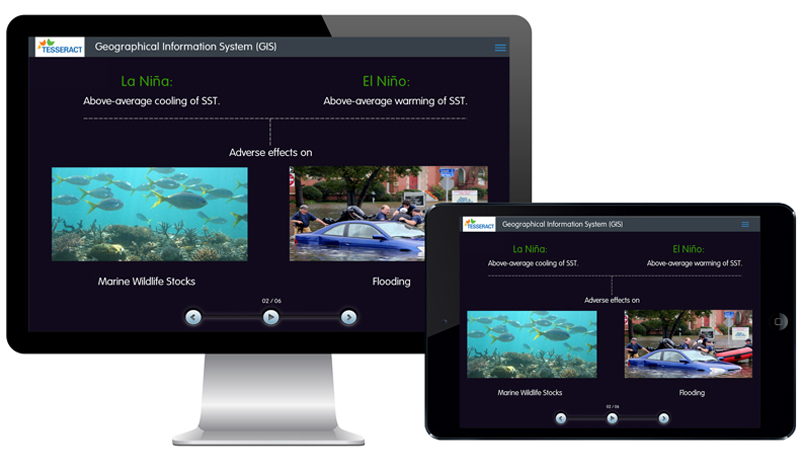 TESSERACT
Geographical Information System (GIS)
La Niña:
El Niño:
Above-average cooling of SST.
Above-average warming of SST.
Adverse effects on
Marine Wildlife Stocks
Flooding
02 / 06
TESSERACT
Geographical Information System (GIS)
La Niña:
El Niño:
Above-average cooling of SST.
Above-average warming of SST.
Adverse effects on
Marine Wildlife Stocks
Flooding
02 / 06